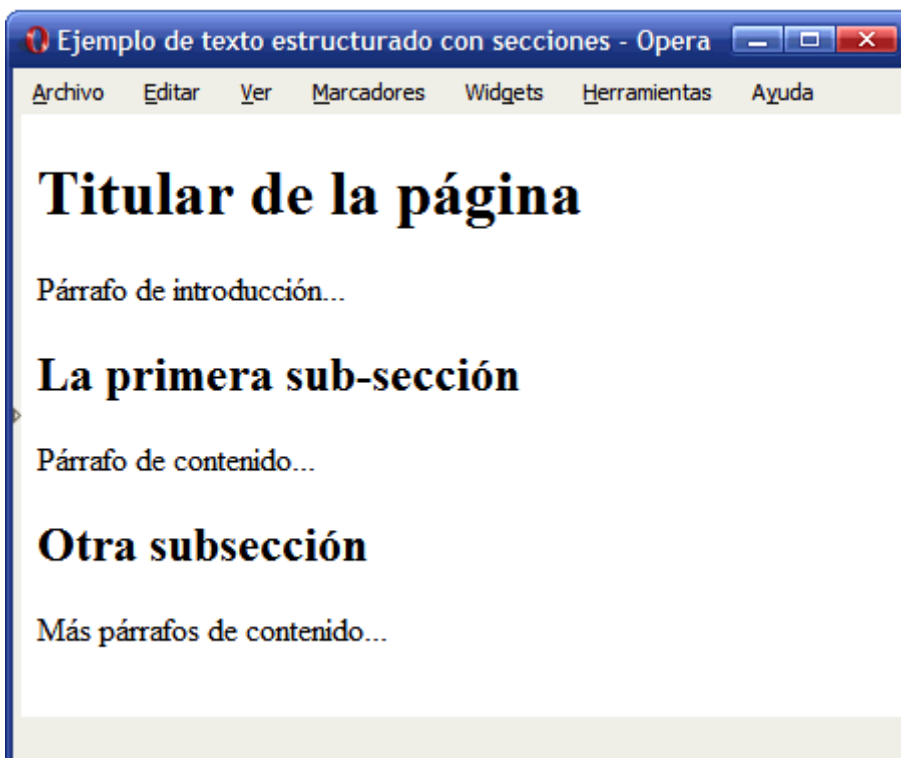 Ejemplo de texto estructurado con secciones - Opera
Archivo Editar Ver Marcadores Widgets Herramientas Ayuda
Titular de la página
Párrafo de introducción...
La primera sub-sección
Párrafo de contenido...
Otra subsección
Más párrafos de contenido...